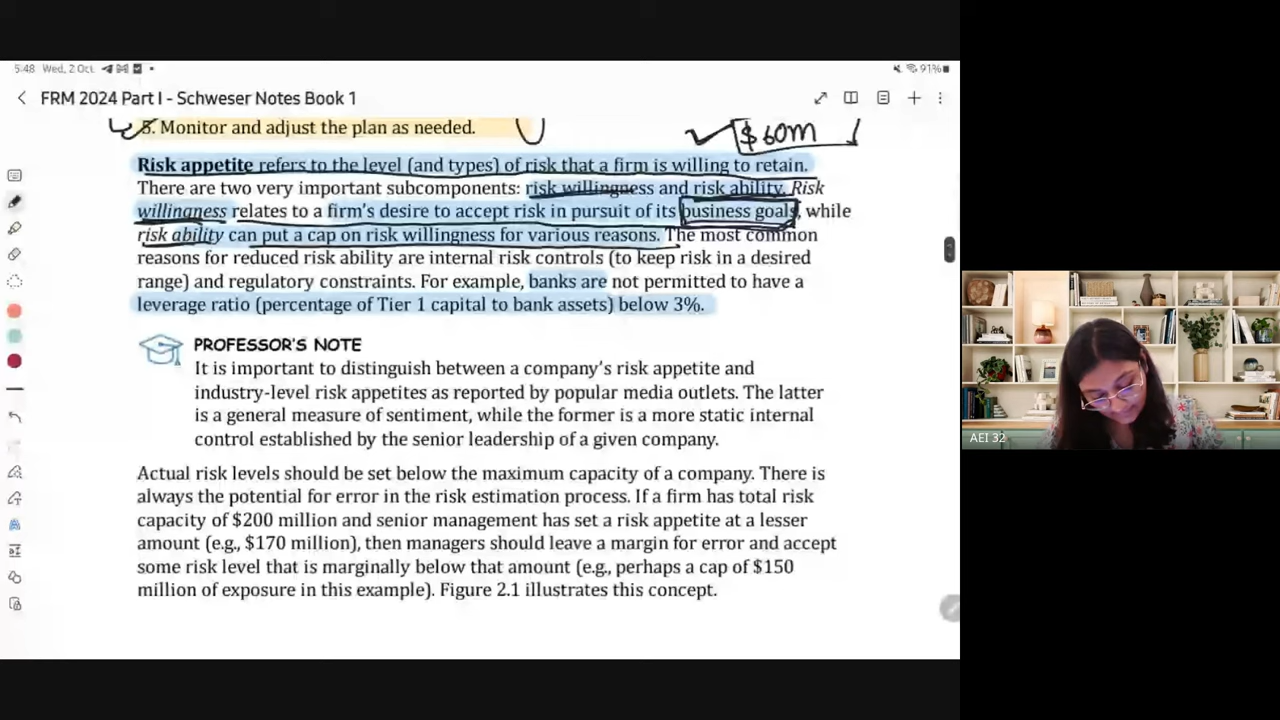 5:48 Wed, 2 Oct
91%
FRM 2024 Part I - Schweser Notes Book 1
5. Monitor and adjust the plan as needed.
$60m
Risk appetite refers to the level (and types) of risk that a firm is willing to retain.
There are two very important subcomponents: risk willingness and risk ability. Risk
willingness relates to a firm's desire to accept risk in pursuit of its business goals, while
risk ability can put a cap on risk willingness for various reasons. The most common
reasons for reduced risk ability are internal risk controls (to keep risk in a desired
range) and regulatory constraints. For example, banks are not permitted to have a
leverage ratio (percentage of Tier 1 capital to bank assets) below 3%.
PROFESSOR'S NOTE
It is important to distinguish between a company's risk appetite and
industry-level risk appetites as reported by popular media outlets. The latter
is a general measure of sentiment, while the former is a more static internal
control established by the senior leadership of a given company.
Actual risk levels should be set below the maximum capacity of a company. There is
always the potential for error in the risk estimation process. If a firm has total risk
capacity of $200 million and senior management has set a risk appetite at a lesser
amount (e.g., $170 million), then managers should leave a margin for error and accept
some risk level that is marginally below that amount (e.g., perhaps a cap of $150
million of exposure in this example). Figure 2.1 illustrates this concept.
AEI 32